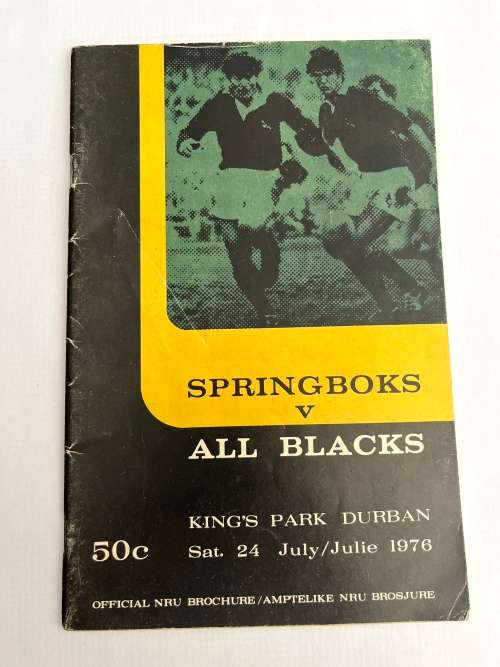 SPRINGBOKS
v
ALL BLACKS
KING'S PARK DURBAN
50c Sat. 24 July/Julie 1976
OFFICIAL NRU BROCHURE/AMPTELIKE NRU BROSJURE